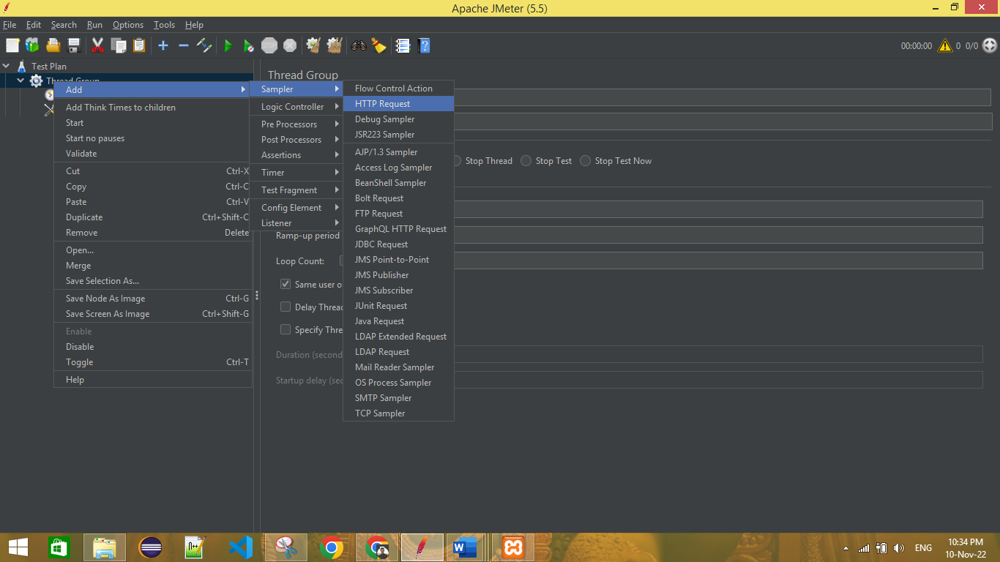 Apache JMeter (5.5)
File Edit Search Run Options Tools Help
STOP
00:00:00 0 0/0
Test Plan
Thread Group
Add
Add Think Times to children
Start
Start no pauses
Validate
Cut Ctrl-X
Copy Ctrl-C
Paste Ctrl-V
Duplicate Ctrl+Shift-C
Remove Delete
Open...
Merge
Save Selection As...
Save Node As Image Ctrl-G
Save Screen As Image Ctrl+Shift-G
Enable
Disable
Toggle Ctrl-T
Help
Sampler
Logic Controller
Pre Processors
Post Processors
Assertions
Timer
Test Fragment
Config Element
Listener
Flow Control Action
HTTP Request
Debug Sampler
JSR223 Sampler
AJP/1.3 Sampler
Access Log Sampler
BeanShell Sampler
Bolt Request
FTP Request
GraphQL HTTP Request
JDBC Request
JMS Point-to-Point
JMS Publisher
JMS Subscriber
JUnit Request
Java Request
LDAP Extended Request
LDAP Request
Mail Reader Sampler
OS Process Sampler
SMTP Sampler
TCP Sampler
Thread Group
Stop Thread Stop Test Stop Test Now
Ramp-up period
Loop Count:
Same user o
Delay Thread
Specify Thre
Duration (second
Startup delay (sec
ENG
10:34 PM
10-Nov-22